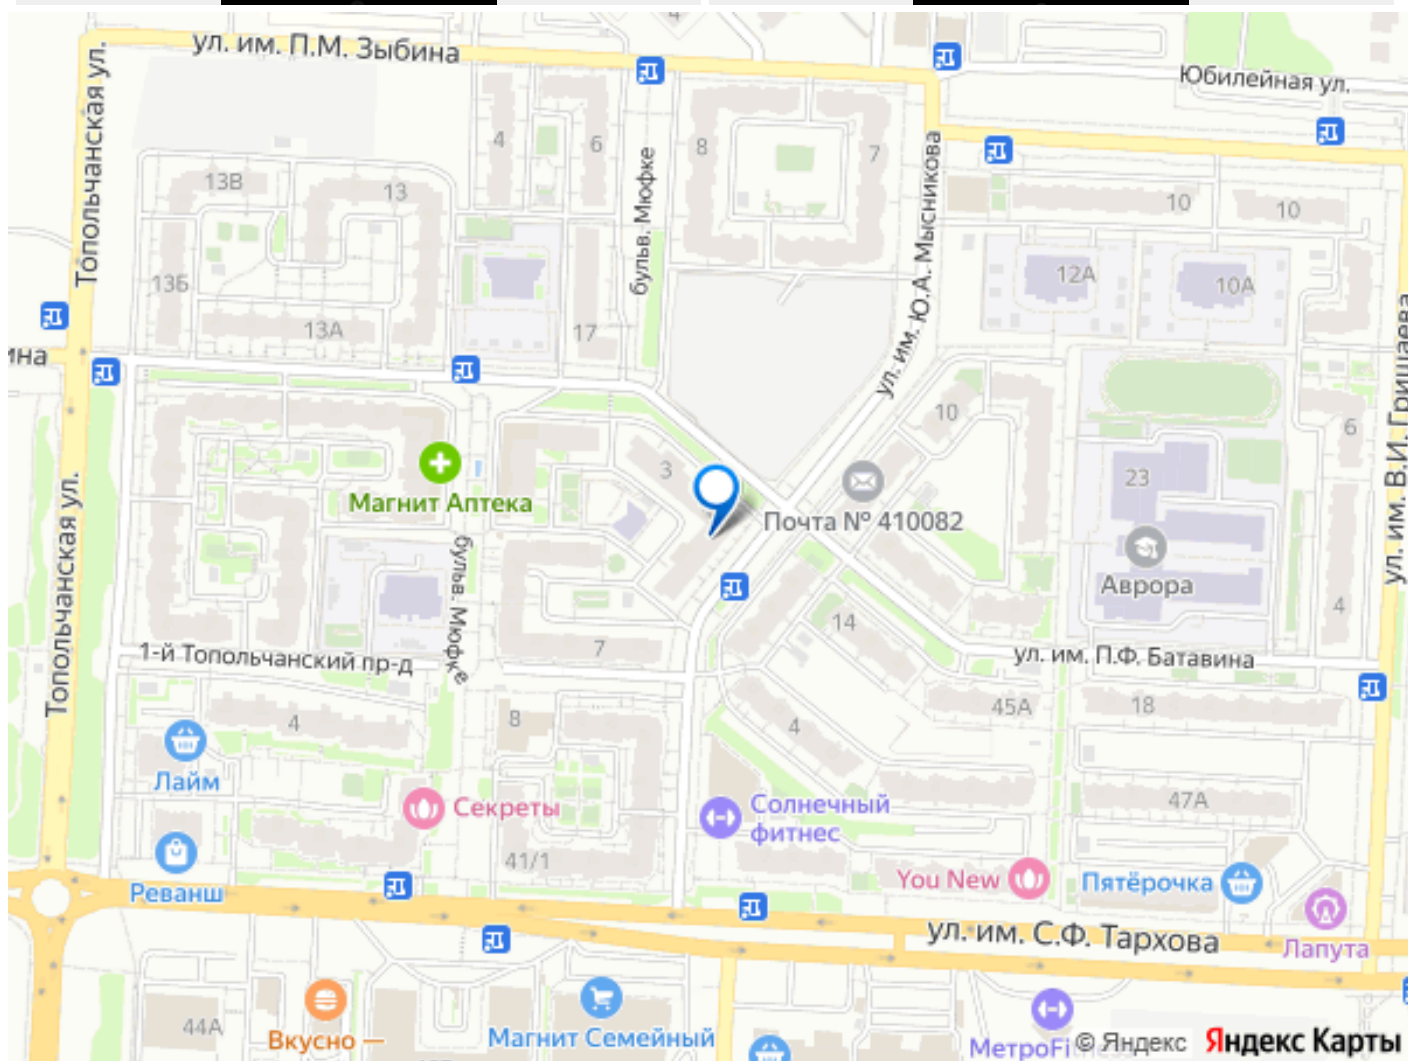 4
ул. им. П.М. Зыбина
Юбилейная ул.
Топольчанская ул.
4
6
8
7
бульв. Мюфке
ул. им. Ю.А. Мысникова
13В
13
10
10
13Б
12А
10А
13А
17
ина
ул. им. В.И. Гришаева
10
6
3
23
Магнит Аптека
Почта № 410082
Топольчанская ул.
бульв. Мюфке
Аврора
4
14
7
1-й Топольчанский пр-д
ул. им. П.Ф. Батавина
4
8
4
45А
18
Лайм
Секреты
Солнечный
фитнес
47А
41/1
Реванш
You New
Пятёрочка
ул. им. С.Ф. Тархова
Лапута
44А
Вкусно —
Магнит Семейный
МетроFi
© Яндекс
Яндекс Карты